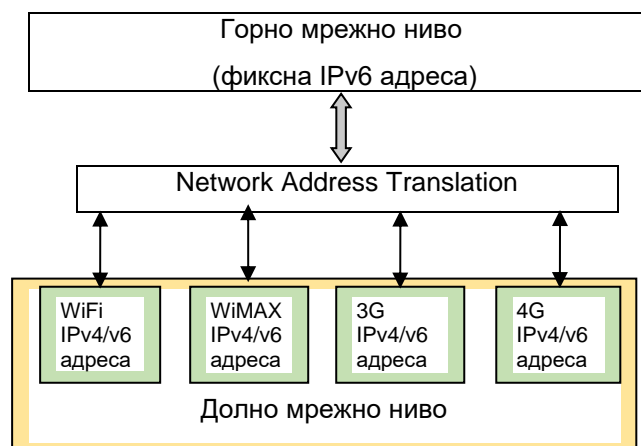 Горно мрежно ниво
(фиксна IPv6 адреса)
Network Address Translation
WiFi
IPv4/v6
адреса
WiMAX
IPv4/v6
адреса
3G
IPv4/v6
адреса
4G
IPv4/v6
адреса
Долно мрежно ниво